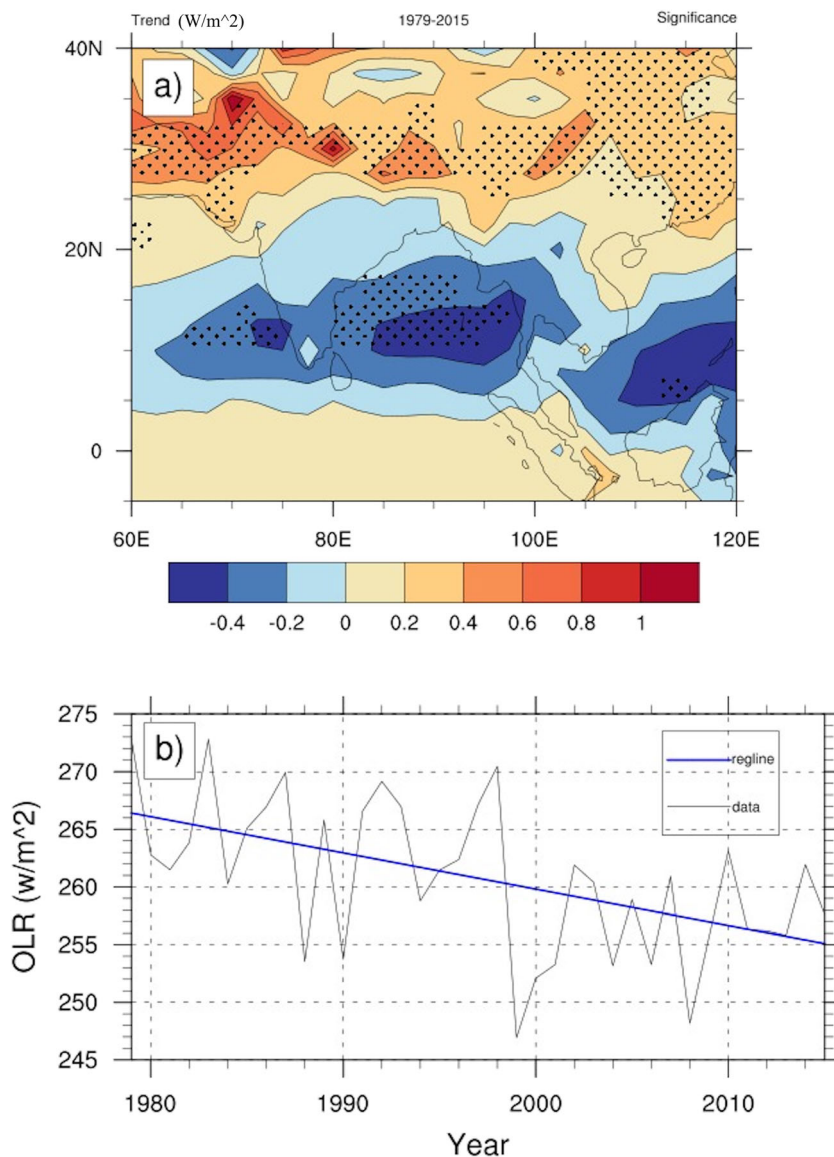 Trend (W/m^2) 1979-2015 Significance
a)
40N
20N
0
60E 80E 100E 120E
-0.4 -0.2 0 0.2 0.4 0.6 0.8 1
b)
275
270
265
260
255
250
245
OLR (w/m^2)
regline
data
1980 1990 2000 2010
Year